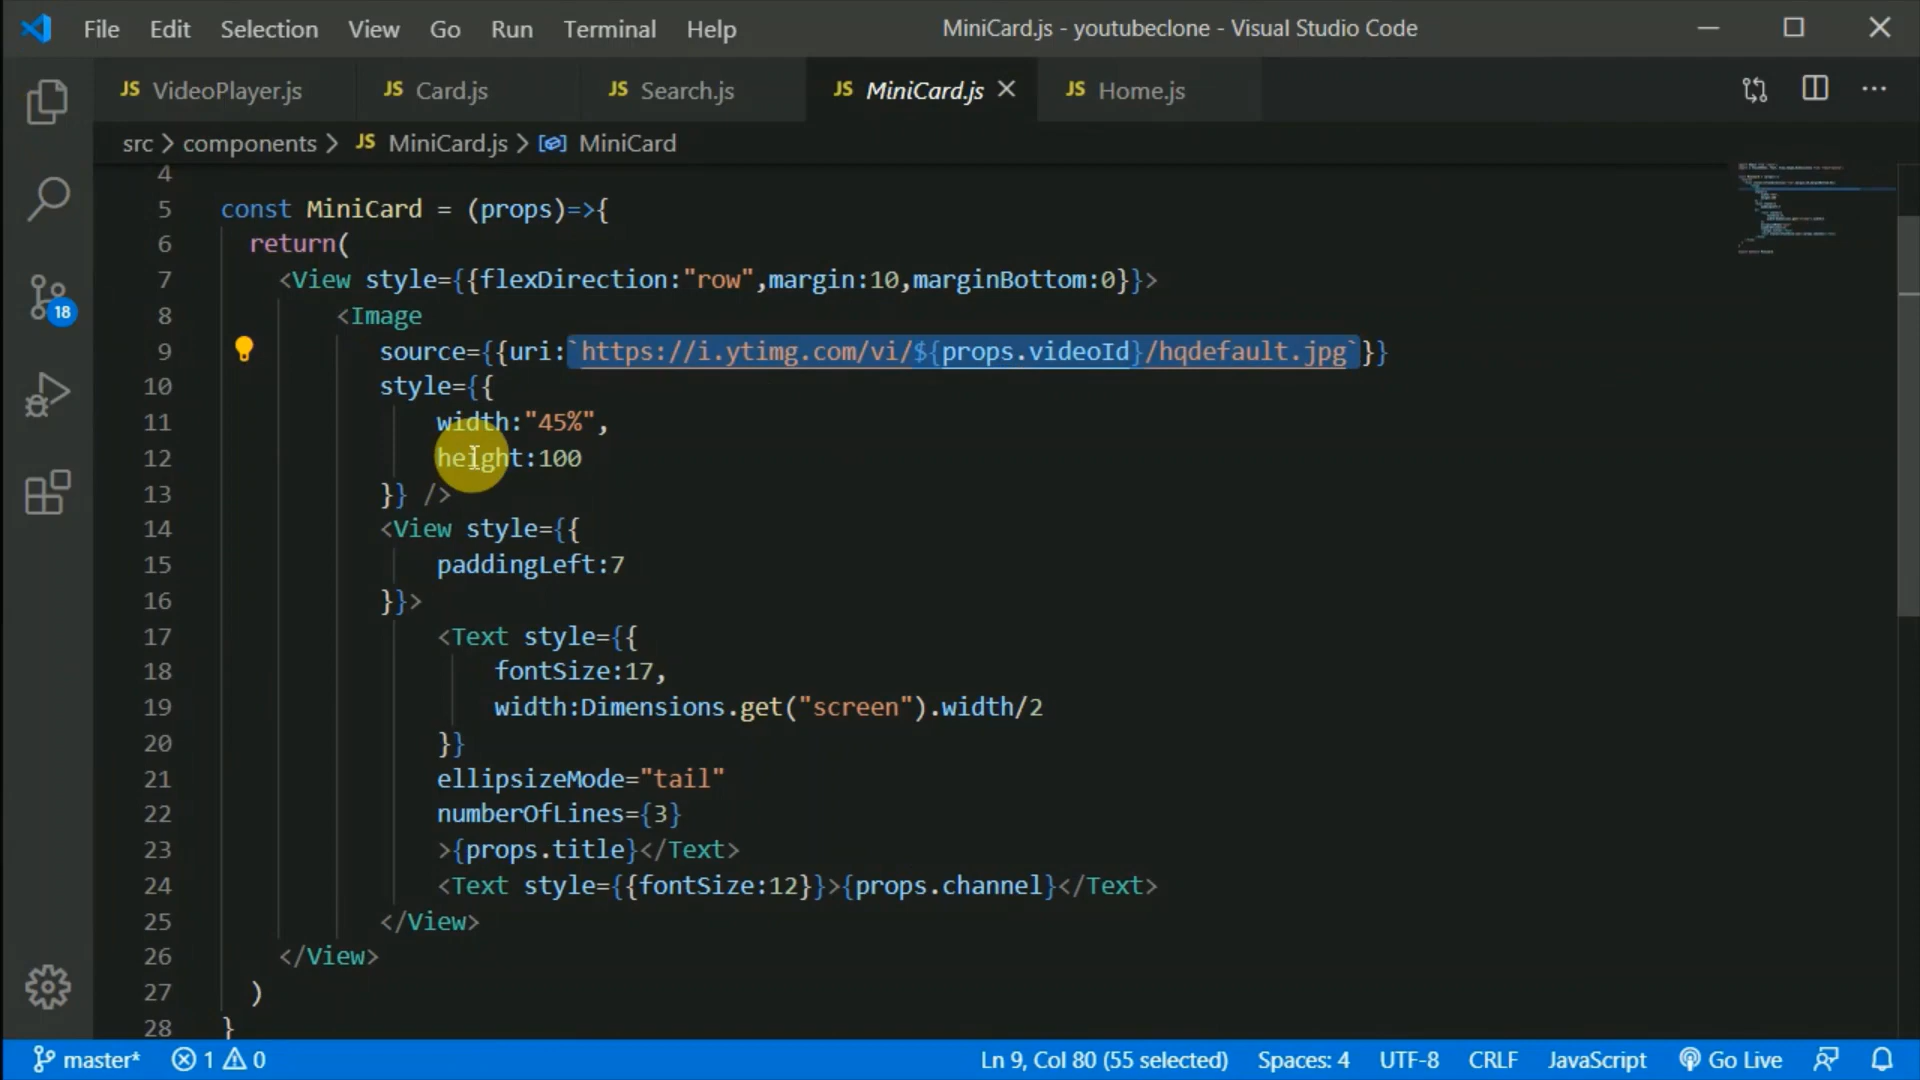 File Edit Selection View Go Run Terminal Help MiniCard.js - youtubeclone - Visual Studio Code
JS VideoPlayer.js JS Card.js JS Search.js JS MiniCard.js JS Home.js
src > components > JS MiniCard.js > MiniCard
4
5 const MiniCard = (props)=>{
6 return(
7 <View style={{flexDirection:"row",margin:10,marginBottom:0}}>
8 <Image
9 source={{uri:`https://i.ytimg.com/vi/${props.videoId}/hqdefault.jpg`}}
10 style={{
11 width:"45%",
12 height:100
13 }} />
14 <View style={{
15 paddingLeft:7
16 }}>
17 <Text style={{
18 fontSize:17,
19 width:Dimensions.get("screen").width/2
20 }}
21 ellipsizeMode="tail"
22 numberOfLines={3}
23 >{props.title}</Text>
24 <Text style={{fontSize:12}}>{props.channel}</Text>
25 </View>
26 </View>
27 )
28 }
18
master* 1 0 Ln 9, Col 80 (55 selected) Spaces: 4 UTF-8 CRLF JavaScript Go Live